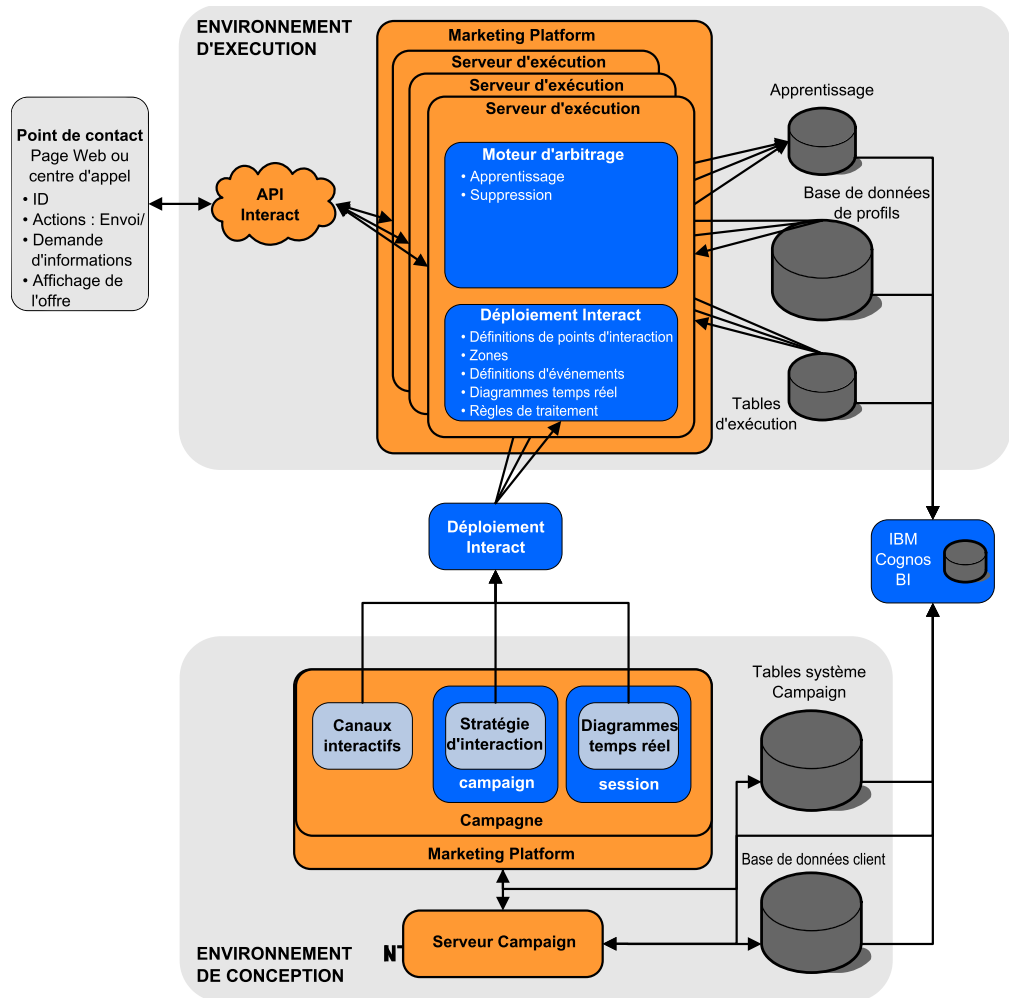 ENVIRONNEMENT
D'EXECUTION
Marketing Platform
Serveur d'exécution
Serveur d'exécution
Serveur d'exécution
Moteur d'arbitrage
• Apprentissage
• Suppression
Déploiement Interact
• Définitions de points d'interaction
• Zones
• Définitions d'événements
• Diagrammes temps réel
• Règles de traitement
Point de contact
Page Web ou
centre d'appel
• ID
• Actions : Envoi/
• Demande
d'informations
• Affichage de
l'offre
API
Interact
Apprentissage
Base de données
de profils
Tables
d'exécution
Déploiement
Interact
IBM
Cognos
BI
Canaux
interactifs
Stratégie
d'interaction
campaign
Diagrammes
temps réel
session
Campagne
Marketing Platform
Tables système
Campaign
Base de données client
Serveur Campaign
ENVIRONNEMENT
DE CONCEPTION